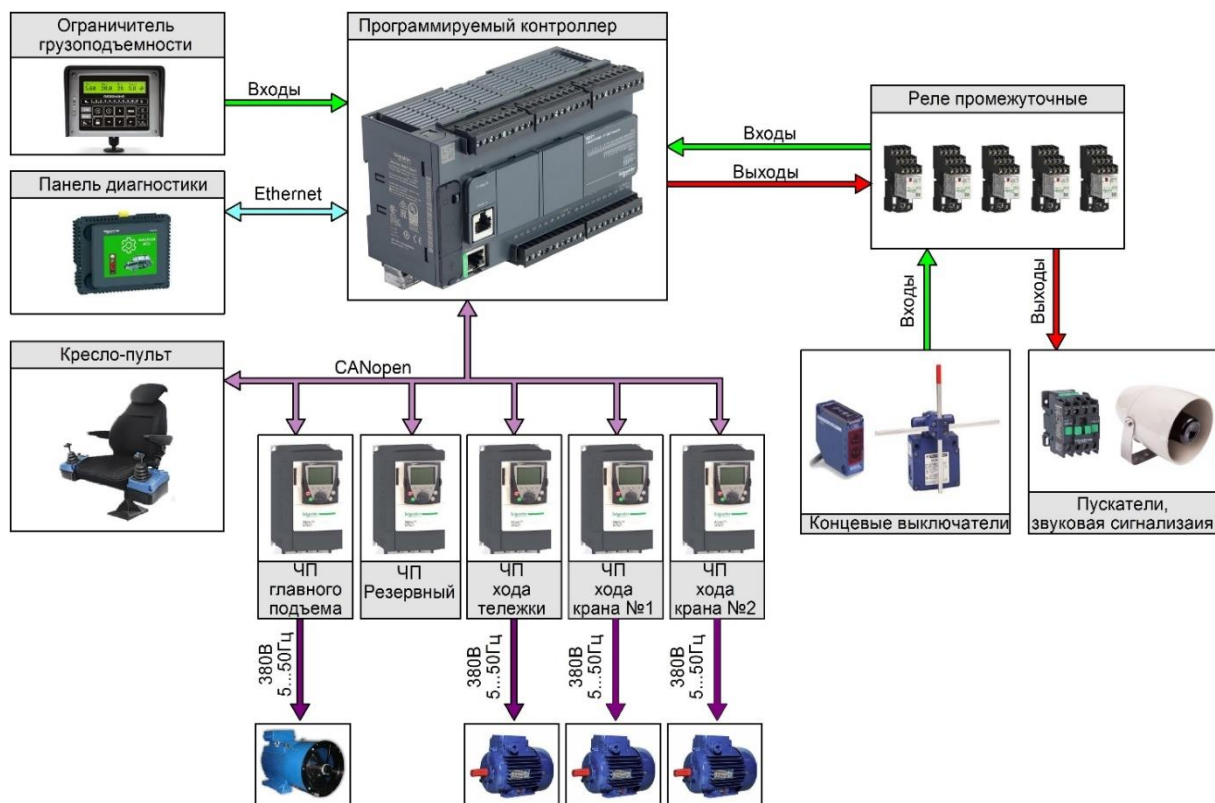 Ограничитель
грузоподъемности
Программируемый контроллер
Входы
Реле промежуточные
Входы
Выходы
Панель диагностики
Ethernet
Входы
Выходы
Кресло-пульт
CANopen
Концевые выключатели
Пускатели,
звуковая сигнализаия
ЧП
главного
подъема
ЧП
Резервный
ЧП
хода
тележки
ЧП
хода
крана №1
ЧП
хода
крана №2
380В
5...50Гц
380В
5...50Гц
380В
5...50Гц
380В
5...50Гц